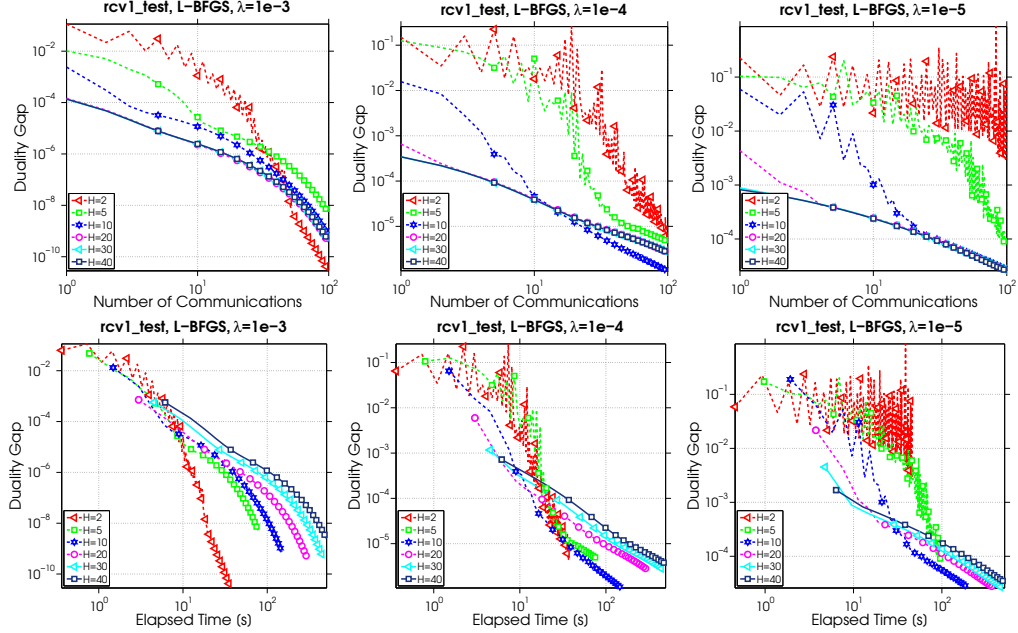 rcv1_test, L-BFGS, λ=1e-3
10^-2
10^-4
10^-6
10^-8
10^-10
Duality Gap
H=2
H=5
H=10
H=20
H=30
H=40
10^0
10^1
10^2
Number of Communications
rcv1_test, L-BFGS, λ=1e-4
10^-1
10^-2
10^-3
10^-4
10^-5
Duality Gap
H=2
H=5
H=10
H=20
H=30
H=40
10^0
10^1
10^2
Number of Communications
rcv1_test, L-BFGS, λ=1e-5
10^-1
10^-2
10^-3
10^-4
Duality Gap
H=2
H=5
H=10
H=20
H=30
H=40
10^0
10^1
10^2
Number of Communications
rcv1_test, L-BFGS, λ=1e-3
10^-2
10^-4
10^-6
10^-8
10^-10
Duality Gap
H=2
H=5
H=10
H=20
H=30
H=40
10^0
10^1
10^2
Elapsed Time (s)
rcv1_test, L-BFGS, λ=1e-4
10^-1
10^-2
10^-3
10^-4
10^-5
Duality Gap
H=2
H=5
H=10
H=20
H=30
H=40
10^0
10^1
10^2
Elapsed Time (s)
rcv1_test, L-BFGS, λ=1e-5
10^-1
10^-2
10^-3
10^-4
Duality Gap
H=2
H=5
H=10
H=20
H=30
H=40
10^0
10^1
10^2
Elapsed Time (s)